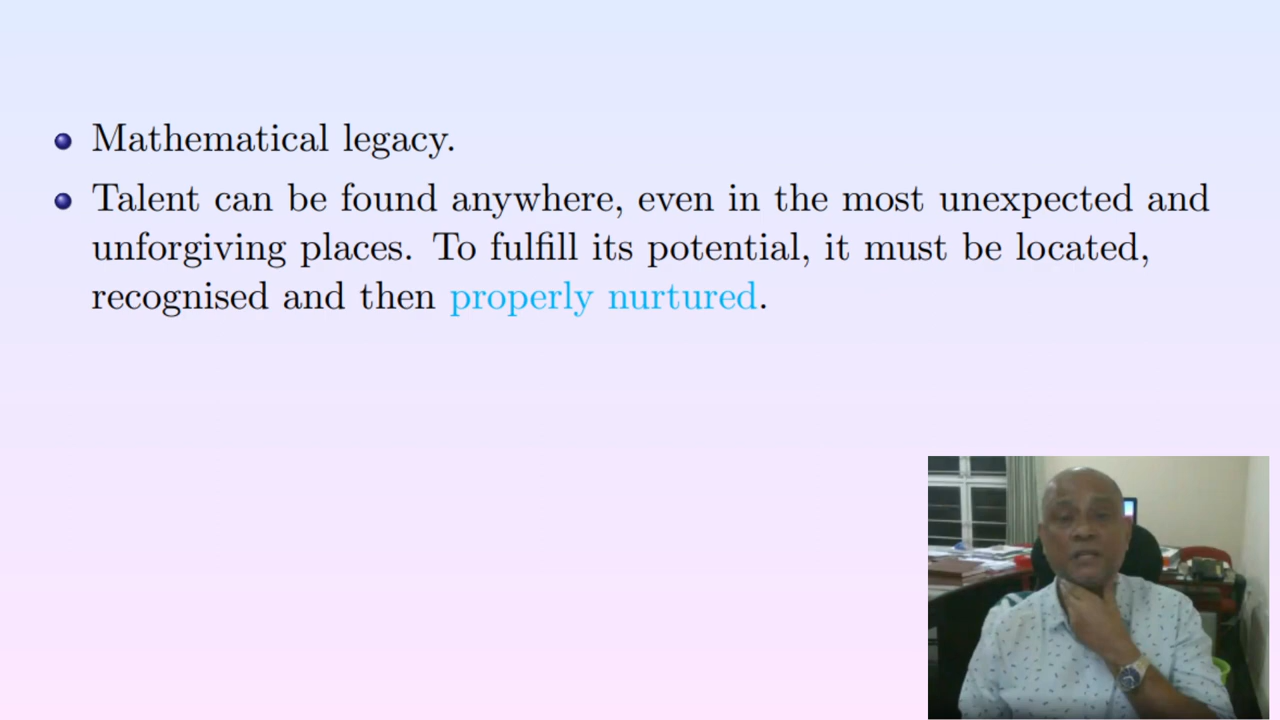 Mathematical legacy.
Talent can be found anywhere, even in the most unexpected and
unforgiving places. To fulfill its potential, it must be located,
recognised and then properly nurtured.